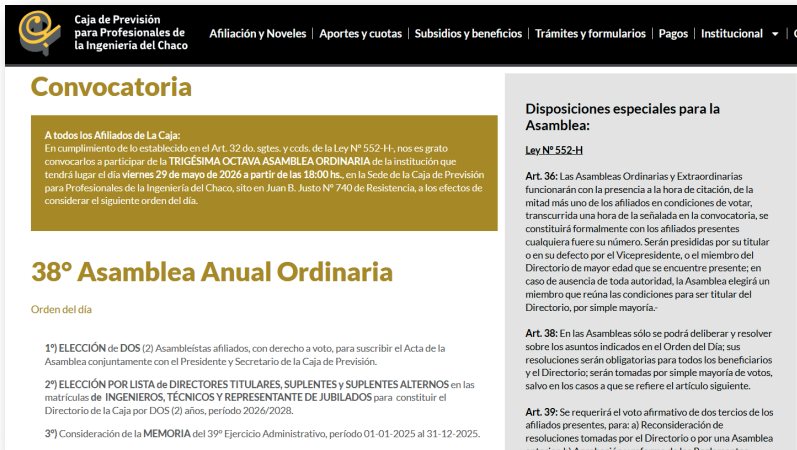 Caja de Previsión
para Profesionales de
la Ingeniería del Chaco
Afiliación y Noveles | Aportes y cuotas | Subsidios y beneficios | Trámites y formularios | Pagos | Institucional
Convocatoria
A todos los Afiliados de La Caja:
En cumplimiento de lo establecido en el Art. 32 do. sgtes. y ccds. de la Ley Nº 552-H-, nos es grato
convocarlos a participar de la TRIGÉSIMA OCTAVA ASAMBLEA ORDINARIA de la institución que
tendrá lugar el día viernes 29 de mayo de 2026 a partir de las 18:00 hs., en la Sede de la Caja de Previsión
para Profesionales de la Ingeniería del Chaco, sito en Juan B. Justo Nº 740 de Resistencia, a los efectos de
considerar el siguiente orden del día.
38º Asamblea Anual Ordinaria
Orden del día
1º) ELECCIÓN de DOS (2) Asambleístas afiliados, con derecho a voto, para suscribir el Acta de la
Asamblea conjuntamente con el Presidente y Secretario de la Caja de Previsión.
2º) ELECCIÓN POR LISTA de DIRECTORES TITULARES, SUPLENTES y SUPLENTES ALTERNOS en las
matrículas de INGENIEROS, TÉCNICOS Y REPRESENTANTE DE JUBILADOS para constituir el
Directorio de la Caja por DOS (2) años, período 2026/2028.
3º) Consideración de la MEMORIA del 39º Ejercicio Administrativo, período 01-01-2025 al 31-12-2025.
Disposiciones especiales para la
Asamblea:
Ley Nº 552-H
Art. 36: Las Asambleas Ordinarias y Extraordinarias
funcionarán con la presencia a la hora de citación, de la
mitad más uno de los afiliados en condiciones de votar,
transcurrida una hora de la señalada en la convocatoria, se
constituirá formalmente con los afiliados presentes
cualquiera fuere su número. Serán presididas por su titular
o en su defecto por el Vicepresidente, o el miembro del
Directorio de mayor edad que se encuentre presente; en
caso de ausencia de toda autoridad, la Asamblea elegirá un
miembro que reúna las condiciones para ser titular del
Directorio, por simple mayoría.-
Art. 38: En las Asambleas sólo se podrá deliberar y resolver
sobre los asuntos indicados en el Orden del Día; sus
resoluciones serán obligatorias para todos los beneficiarios
y el Directorio; serán tomadas por simple mayoría de votos,
salvo en los casos a que se refiere el artículo siguiente.
Art. 39: Se requerirá el voto afirmativo de dos tercios de los
afiliados presentes, para: a) Reconsideración de
resoluciones tomadas por el Directorio o por una Asamblea